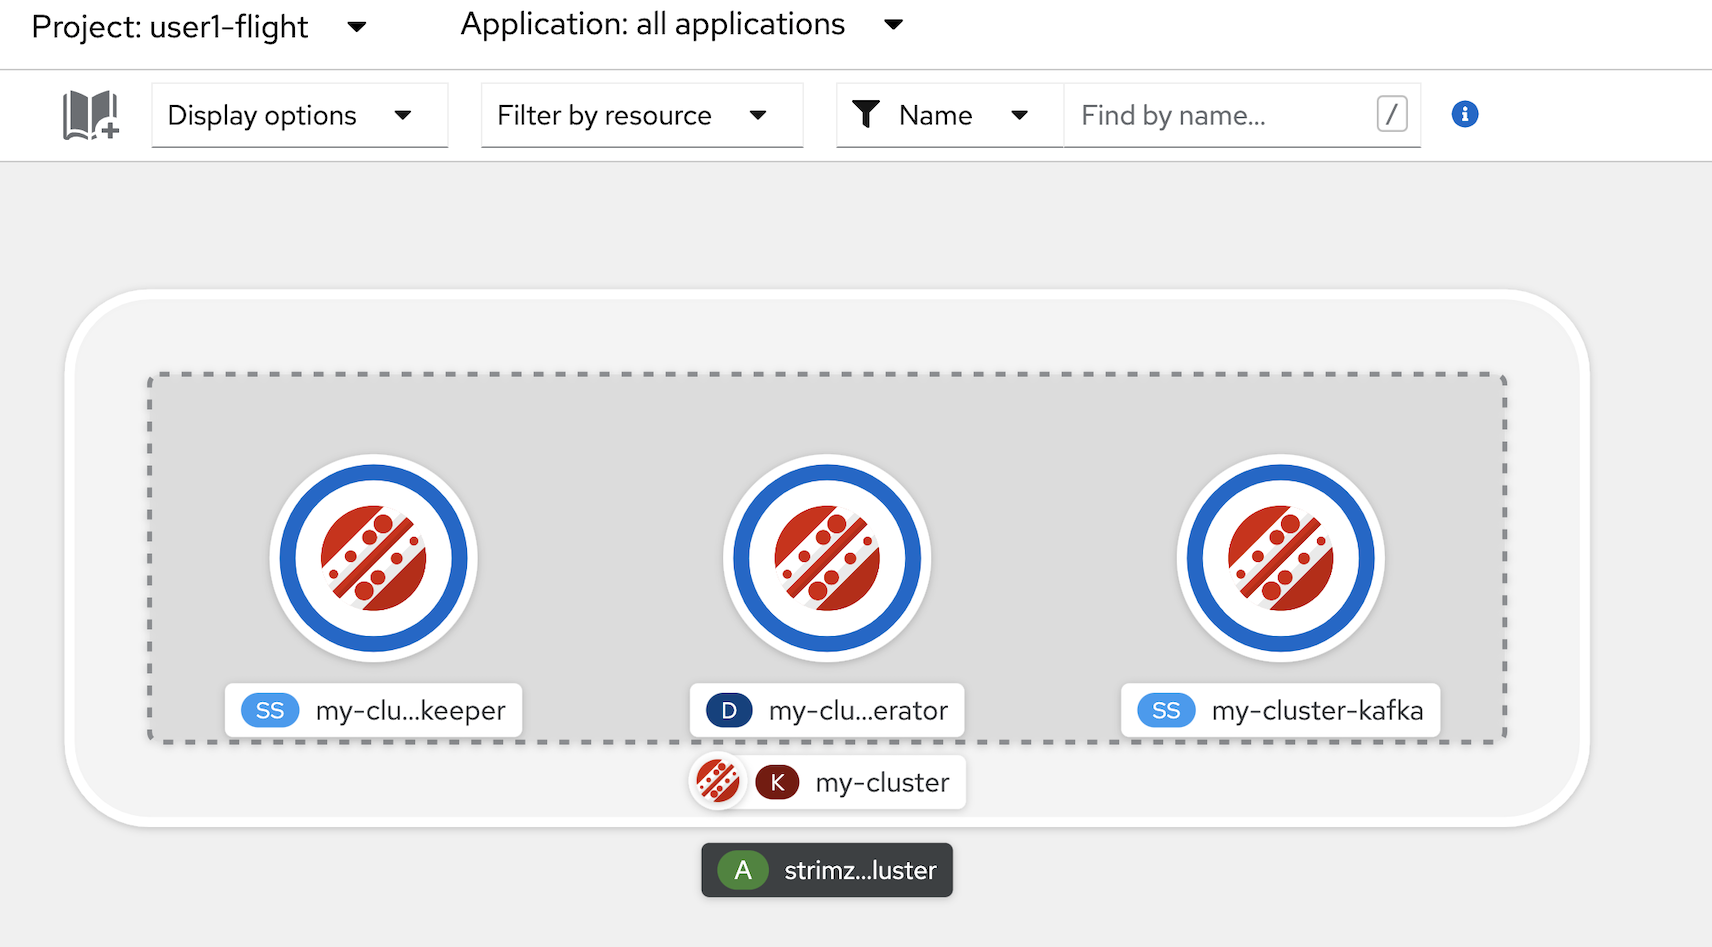 Project: user1-flight
Application: all applications
Display options
Filter by resource
Name
Find by name...
/
i
SS my-clu...keeper
D my-clu...erator
SS my-cluster-kafka
K my-cluster
A strimz...luster